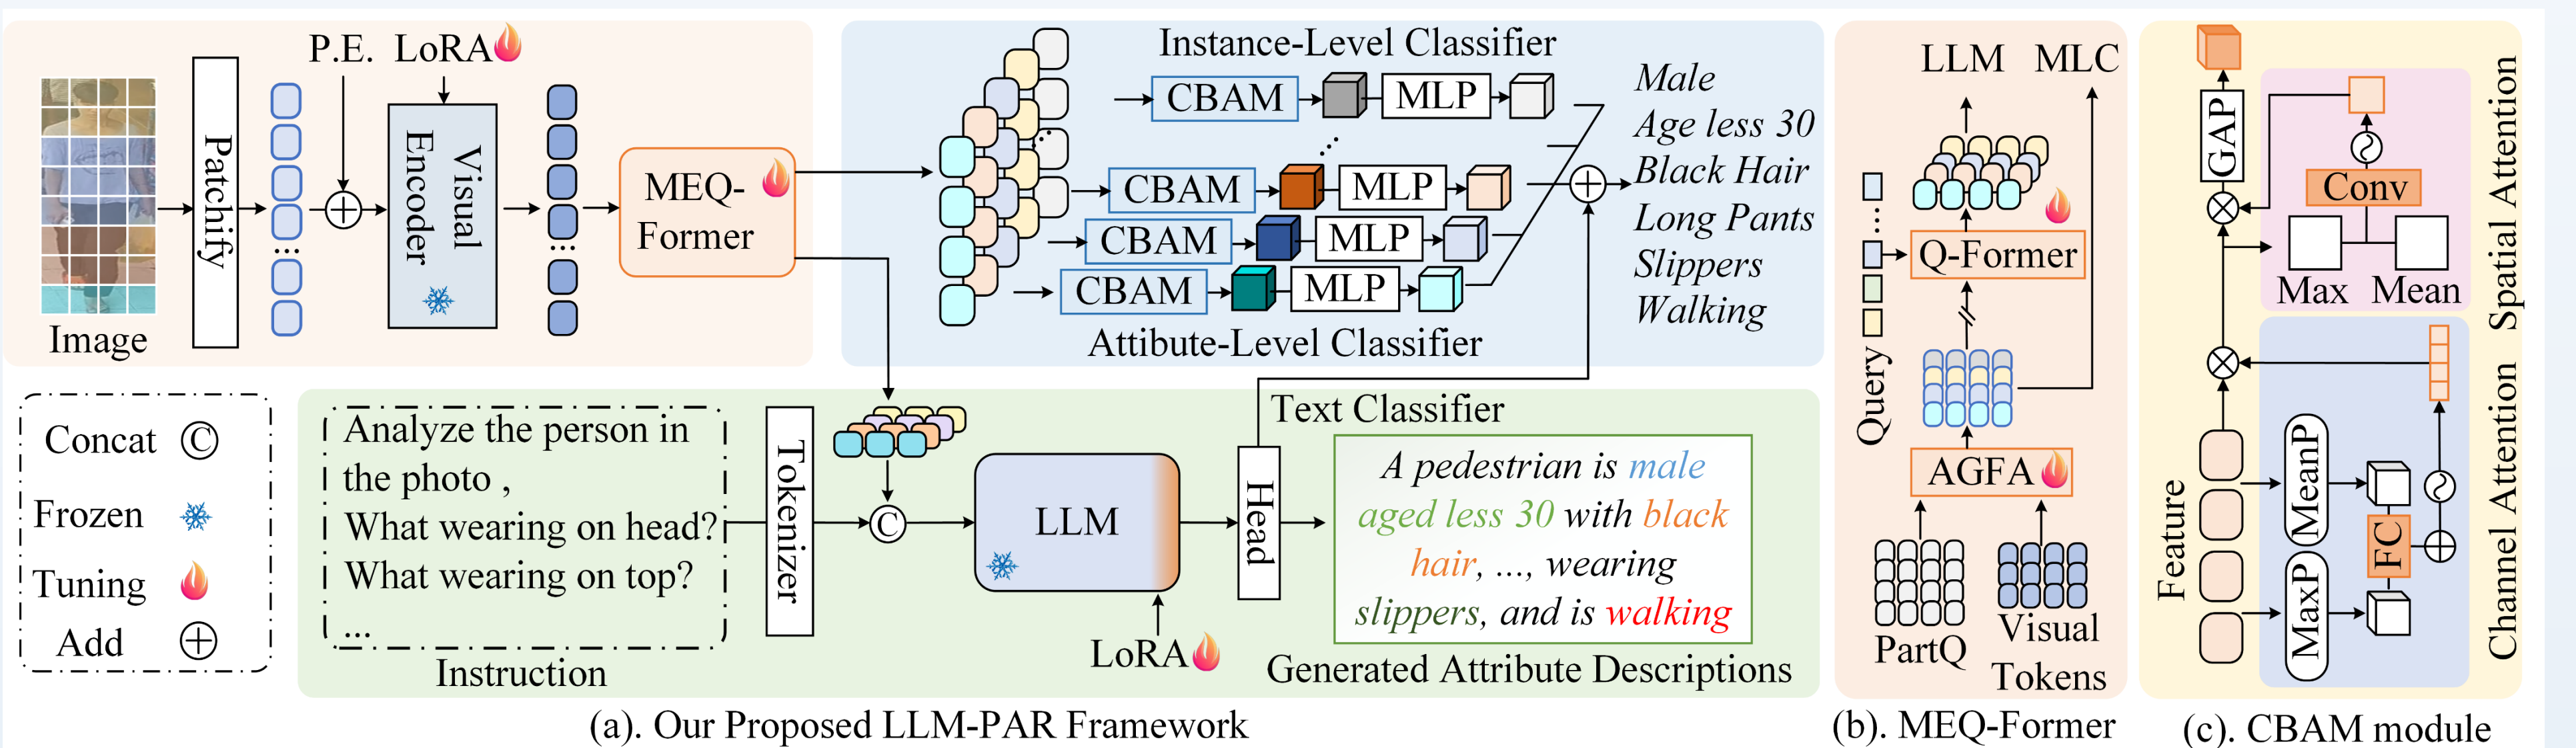 P.E.
LoRA
Patchify
Visual
Encoder
MEQ-
Former
Image
Instance-Level Classifier
CBAM
MLP
CBAM
MLP
CBAM
MLP
CBAM
MLP
Attibute-Level Classifier
Male
Age less 30
Black Hair
Long Pants
Slippers
Walking
Concat
C
Frozen
Tuning
Add
Analyze the person in
the photo ,
What wearing on head?
What wearing on top?
...
Instruction
Tokenizer
C
LLM
LoRA
Head
Text Classifier
A pedestrian is male
aged less 30 with black
hair, ..., wearing
slippers, and is walking
Generated Attribute Descriptions
(a). Our Proposed LLM-PAR Framework
LLM
MLC
Query
Q-Former
AGFA
PartQ
Visual
Tokens
(b). MEQ-Former
GAP
Conv
Max
Mean
Spatial Attention
Feature
MeanP
MaxP
FC
Channel Attention
(c). CBAM module